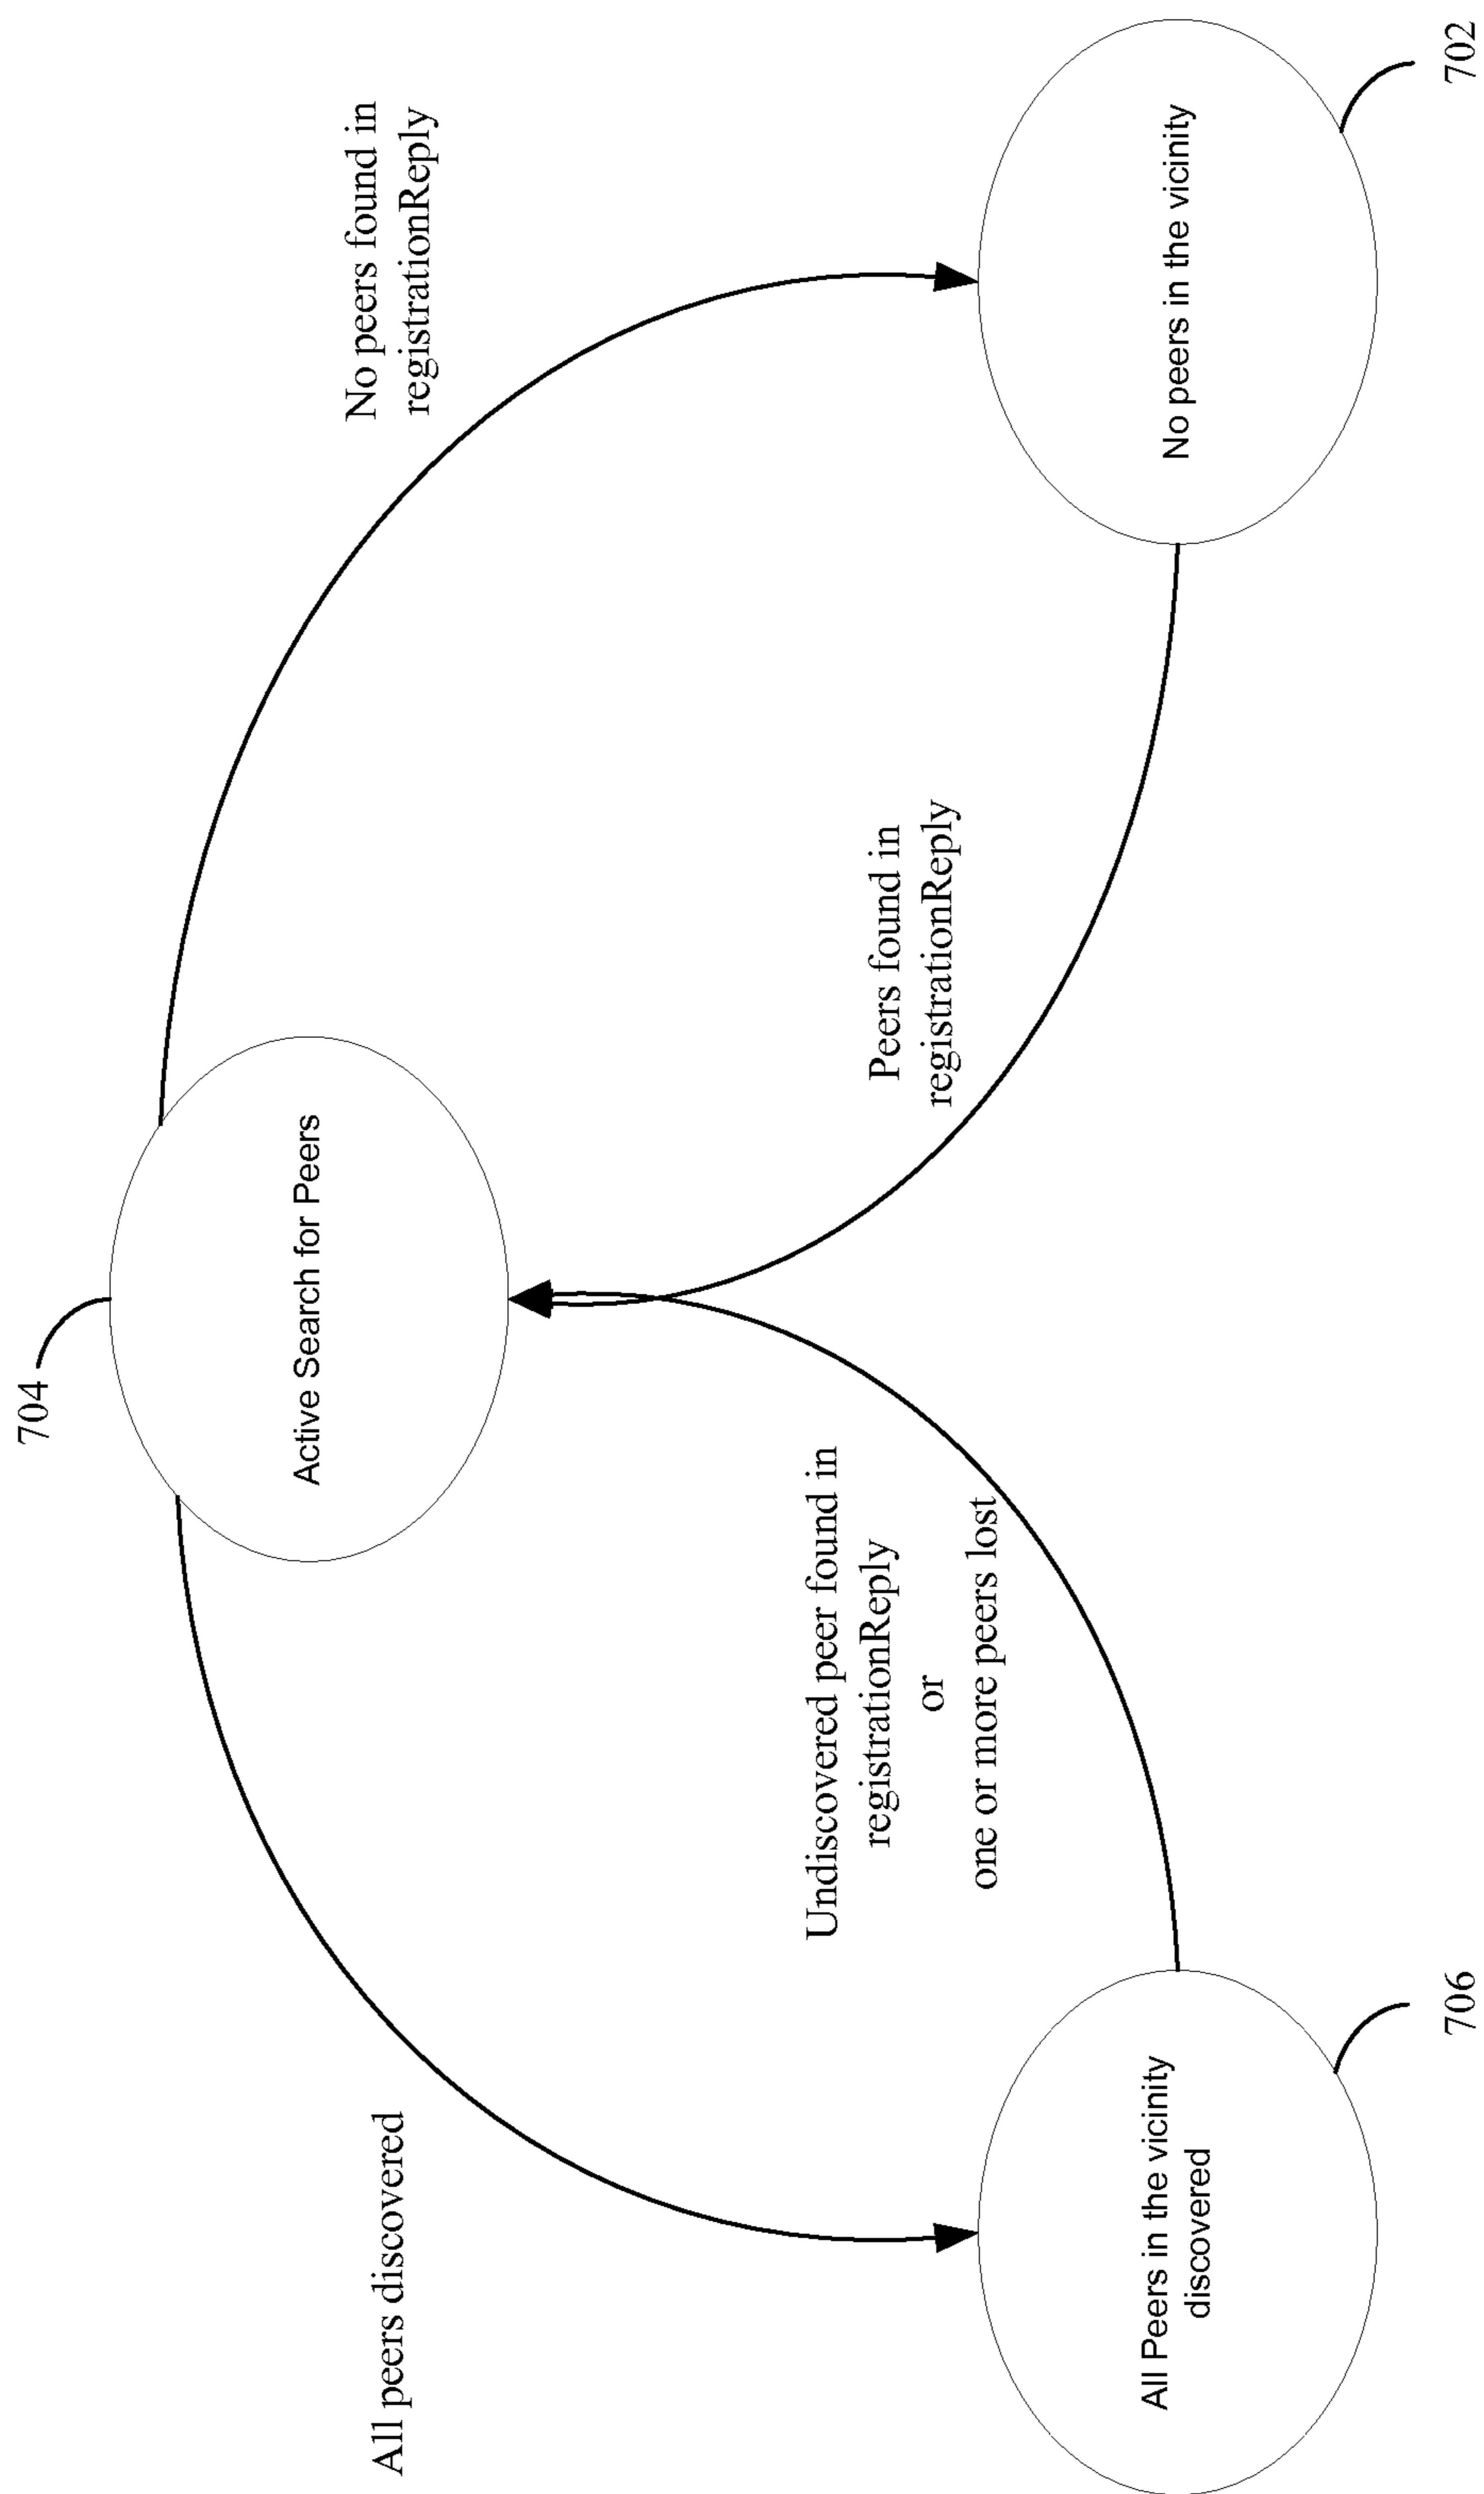 704
Active Search for Peers
All peers discovered
No peers found in
registrationReply
Undiscovered peer found in
registrationReply
or
one or more peers lost
Peers found in
registrationReply
All Peers in the vicinity
discovered
706
No peers in the vicinity
702